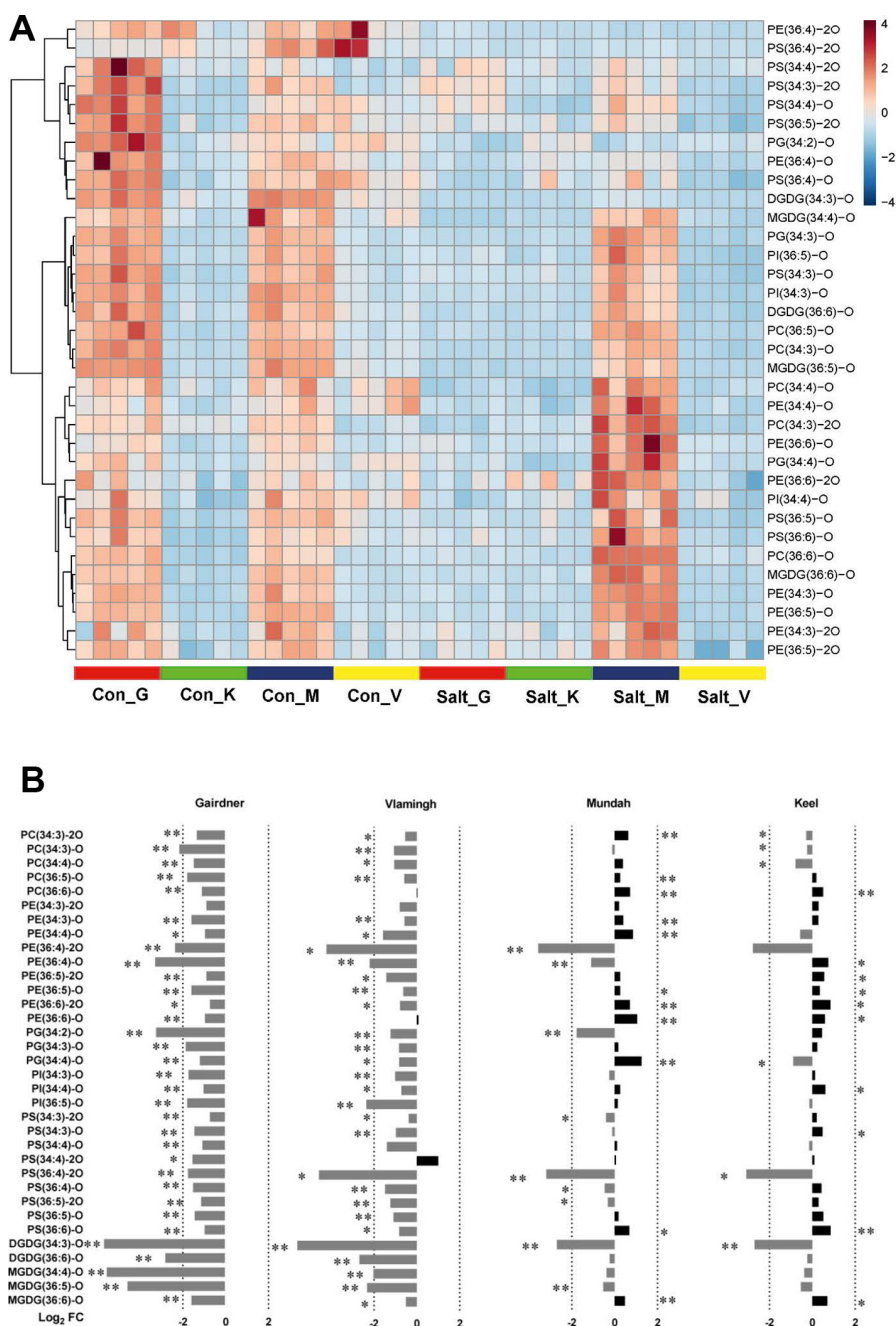 A
PE(36:4)−2O
PS(36:4)−2O
PS(34:4)−2O
PS(34:3)−2O
PS(34:4)−O
PS(36:5)−2O
PG(34:2)−O
PE(36:4)−O
PS(36:4)−O
DGDG(34:3)−O
MGDG(34:4)−O
PG(34:3)−O
PI(36:5)−O
PS(34:3)−O
PI(34:3)−O
DGDG(36:6)−O
PC(36:5)−O
PC(34:3)−O
MGDG(36:5)−O
PC(34:4)−O
PE(34:4)−O
PC(34:3)−2O
PE(36:6)−O
PG(34:4)−O
PE(36:6)−2O
PI(34:4)−O
PS(36:5)−O
PS(36:6)−O
PC(36:6)−O
MGDG(36:6)−O
PE(34:3)−O
PE(36:5)−O
PE(34:3)−2O
PE(36:5)−2O
4
2
0
−2
−4
Con_G Con_K Con_M Con_V Salt_G Salt_K Salt_M Salt_V
B
Gairdner Vlamingh Mundah Keel
PC(34:3)-2O ** * ** *
PC(34:3)-O ** ** *
PC(34:4)-O ** * *
PC(36:5)-O ** ** **
PC(36:6)-O ** ** **
PE(34:3)-2O
PE(34:3)-O ** ** **
PE(34:4)-O * * **
PE(36:4)-2O ** * **
PE(36:4)-O ** ** ** *
PE(36:5)-2O ** * *
PE(36:5)-O ** ** * *
PE(36:6)-2O * * ** *
PE(36:6)-O ** ** *
PG(34:2)-O ** ** **
PG(34:3)-O ** **
PG(34:4)-O ** * ** *
PI(34:3)-O ** **
PI(34:4)-O ** * *
PI(36:5)-O ** **
PS(34:3)-2O ** * *
PS(34:3)-O ** ** *
PS(34:4)-O **
PS(34:4)-2O *
PS(36:4)-2O ** * ** *
PS(36:4)-O ** ** *
PS(36:5)-2O ** ** *
PS(36:5)-O ** **
PS(36:6)-O ** * * **
DGDG(34:3)-O ** ** ** **
DGDG(36:6)-O ** **
MGDG(34:4)-O ** **
MGDG(36:5)-O ** ** **
MGDG(36:6)-O ** * ** *
Log2 FC -2 0 2 -2 0 2 -2 0 2 -2 0 2